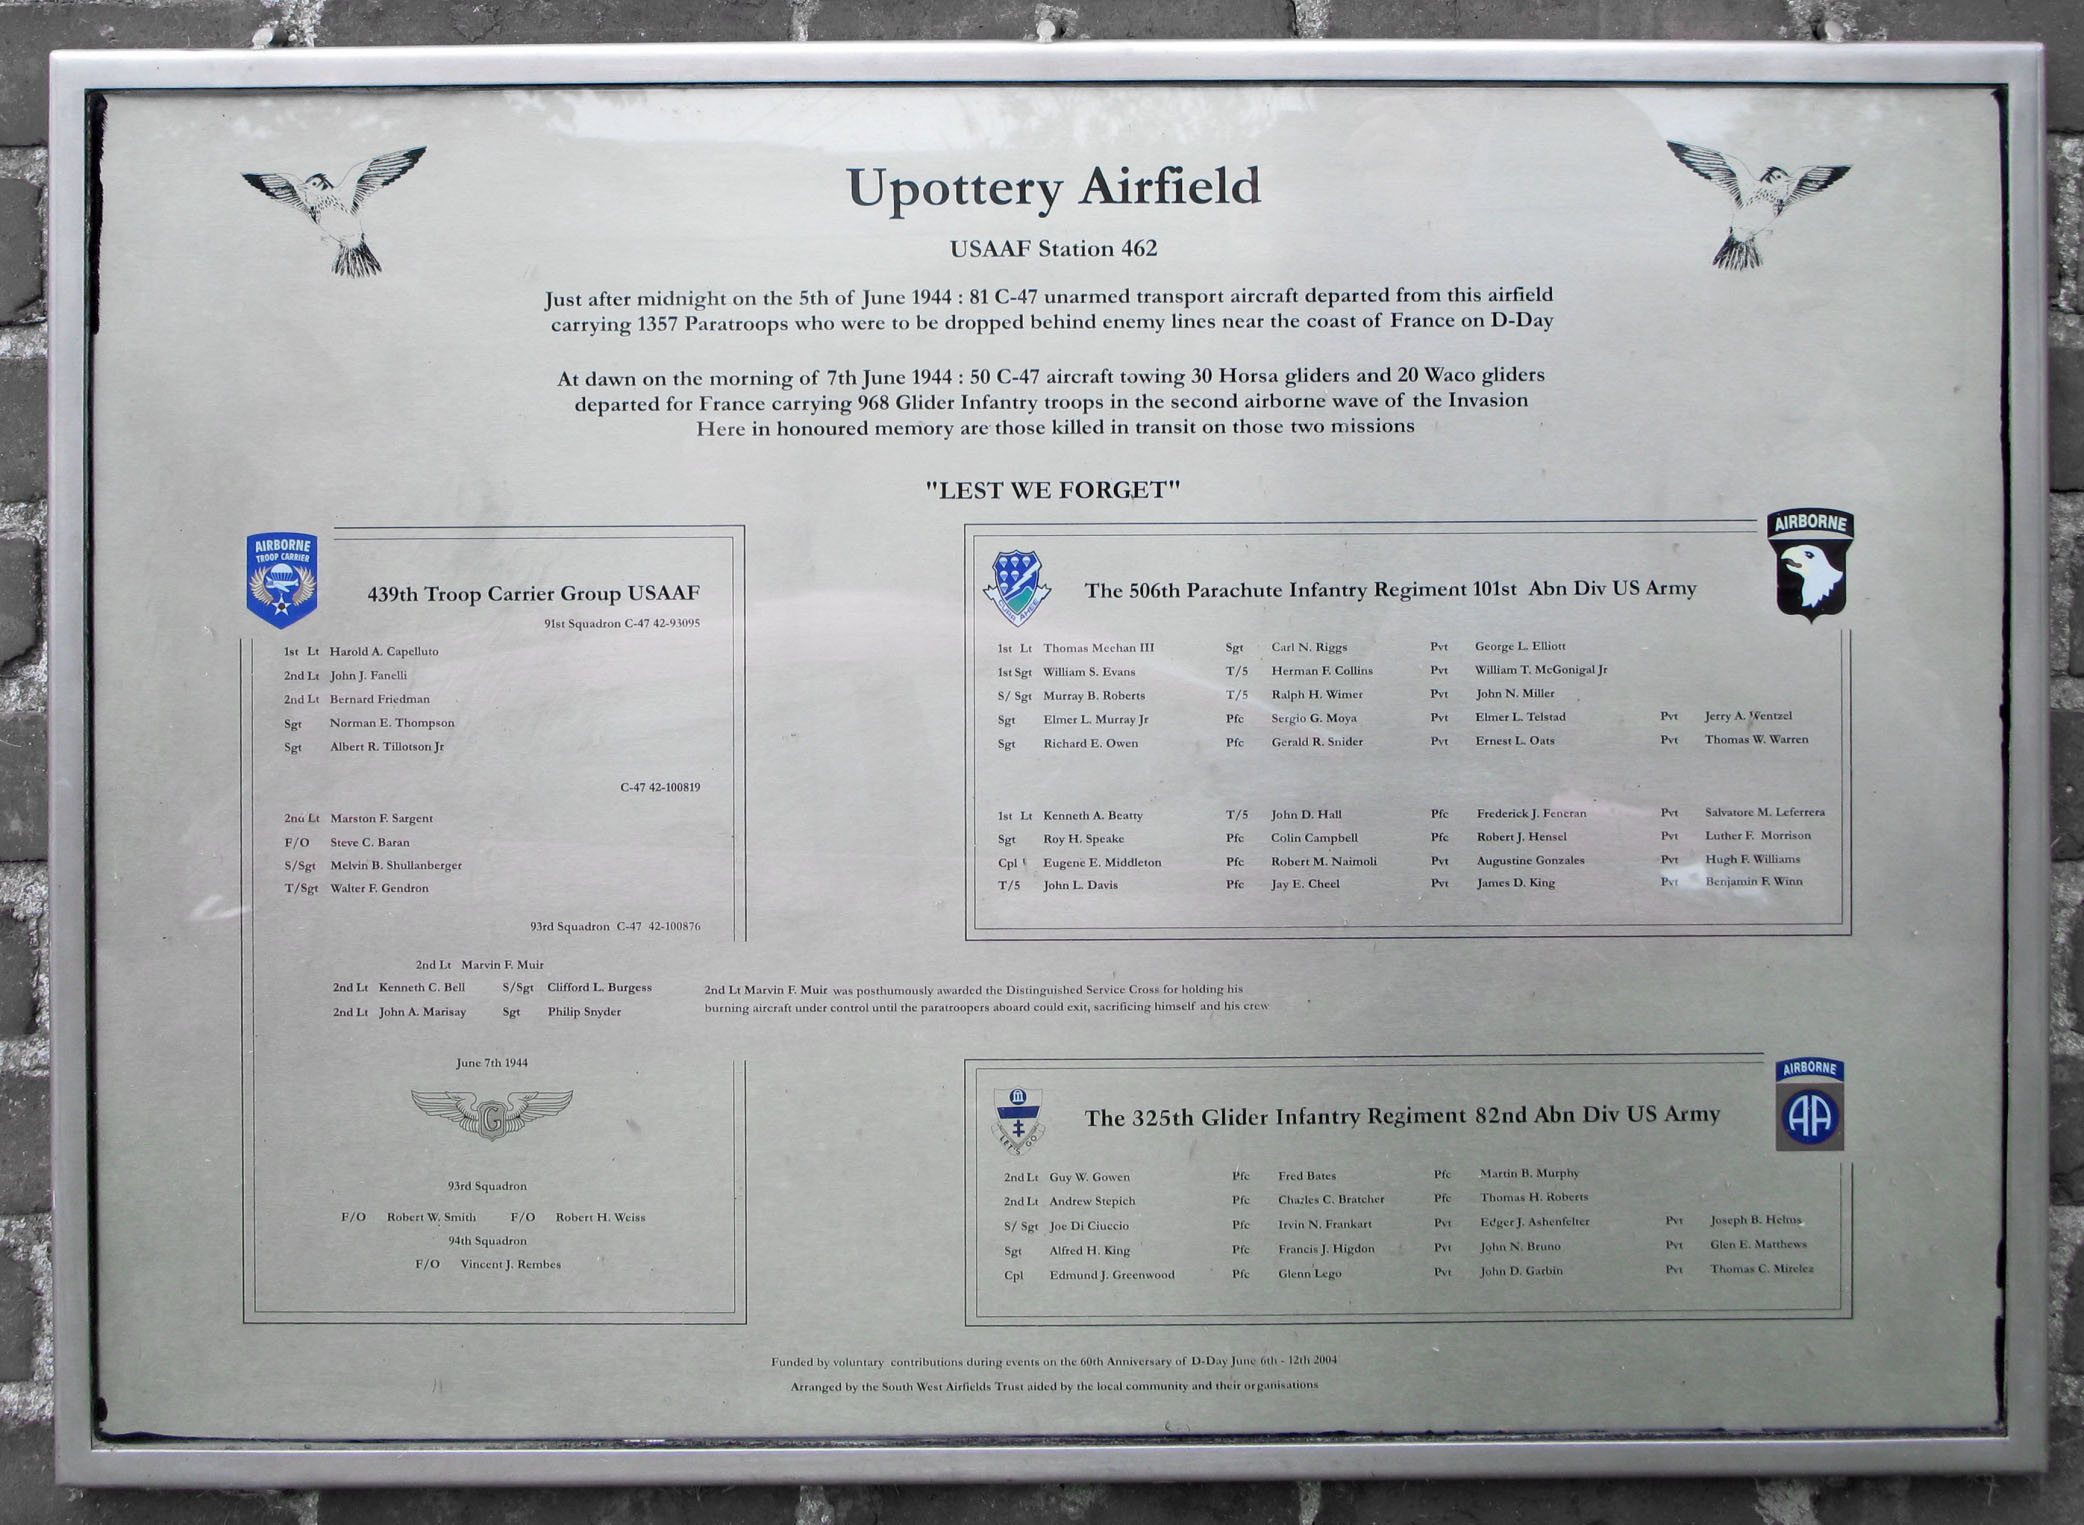 Upottery Airfield
USAAF Station 462
Just after midnight on the 5th of June 1944 : 81 C-47 unarmed transport aircraft departed from this airfield
carrying 1357 Paratroops who were to be dropped behind enemy lines near the coast of France on D-Day
At dawn on the morning of 7th June 1944 : 50 C-47 aircraft towing 30 Horsa gliders and 20 Waco gliders
departed for France carrying 968 Glider Infantry troops in the second airborne wave of the Invasion
Here in honoured memory are those killed in transit on those two missions
"LEST WE FORGET"
AIRBORNE
TROOP CARRIER
439th Troop Carrier Group USAAF
91st Squadron C-47 42-93095
1st Lt Harold A. Capelluto
2nd Lt John J. Fanelli
2nd Lt Bernard Friedman
Sgt Norman E. Thompson
Sgt Albert R. Tillotson Jr
C-47 42-100819
2nd Lt Marston F. Sargent
F/O Steve C. Baran
S/Sgt Melvin B. Shullanberger
T/Sgt Walter F. Gendron
93rd Squadron C-47 42-100876
2nd Lt Marvin F. Muir
2nd Lt Kenneth C. Bell S/Sgt Clifford L. Burgess
2nd Lt John A. Marisay Sgt Philip Snyder
2nd Lt Marvin F. Muir was posthumously awarded the Distinguished Service Cross for holding his
burning aircraft under control until the paratroopers aboard could exit, sacrificing himself and his crew
June 7th 1944
G
93rd Squadron
F/O Robert W. Smith F/O Robert H. Weiss
94th Squadron
F/O Vincent J. Rembes
AIRBORNE
CURRAHEE
The 506th Parachute Infantry Regiment 101st Abn Div US Army
1st Lt Thomas Meehan III Sgt Carl N. Riggs Pvt George L. Elliott
1st Sgt William S. Evans T/5 Herman F. Collins Pvt William T. McGonigal Jr
S/ Sgt Murray B. Roberts T/5 Ralph H. Wimer Pvt John N. Miller
Sgt Elmer L. Murray Jr Pfc Sergio G. Moya Pvt Elmer L. Telstad Pvt Jerry A. Wentzel
Sgt Richard E. Owen Pfc Gerald R. Snider Pvt Ernest L. Oats Pvt Thomas W. Warren
1st Lt Kenneth A. Beatty T/5 John D. Hall Pfc Frederick J. Feneran Pvt Salvatore M. Leferrera
Sgt Roy H. Speake Pfc Colin Campbell Pfc Robert J. Hensel Pvt Luther F. Morrison
Cpl Eugene E. Middleton Pfc Robert M. Naimoli Pvt Augustine Gonzales Pvt Hugh F. Williams
T/5 John L. Davis Pfc Jay E. Cheel Pvt James D. King Pvt Benjamin F. Winn
AIRBORNE
AA
LET'S GO
The 325th Glider Infantry Regiment 82nd Abn Div US Army
2nd Lt Guy W. Gowen Pfc Fred Bates Pfc Martin B. Murphy
2nd Lt Andrew Stepich Pfc Charles C. Bratcher Pfc Thomas H. Roberts
S/ Sgt Joe Di Ciuccio Pfc Irvin N. Frankart Pvt Edger J. Ashenfelter Pvt Joseph B. Helms
Sgt Alfred H. King Pfc Francis J. Higdon Pvt John N. Bruno Pvt Glen E. Matthews
Cpl Edmund J. Greenwood Pfc Glenn Lego Pvt John D. Garbin Pvt Thomas C. Mirelez
Funded by voluntary contributions during events on the 60th Anniversary of D-Day June 6th - 12th 2004
Arranged by the South West Airfields Trust aided by the local community and their organisations